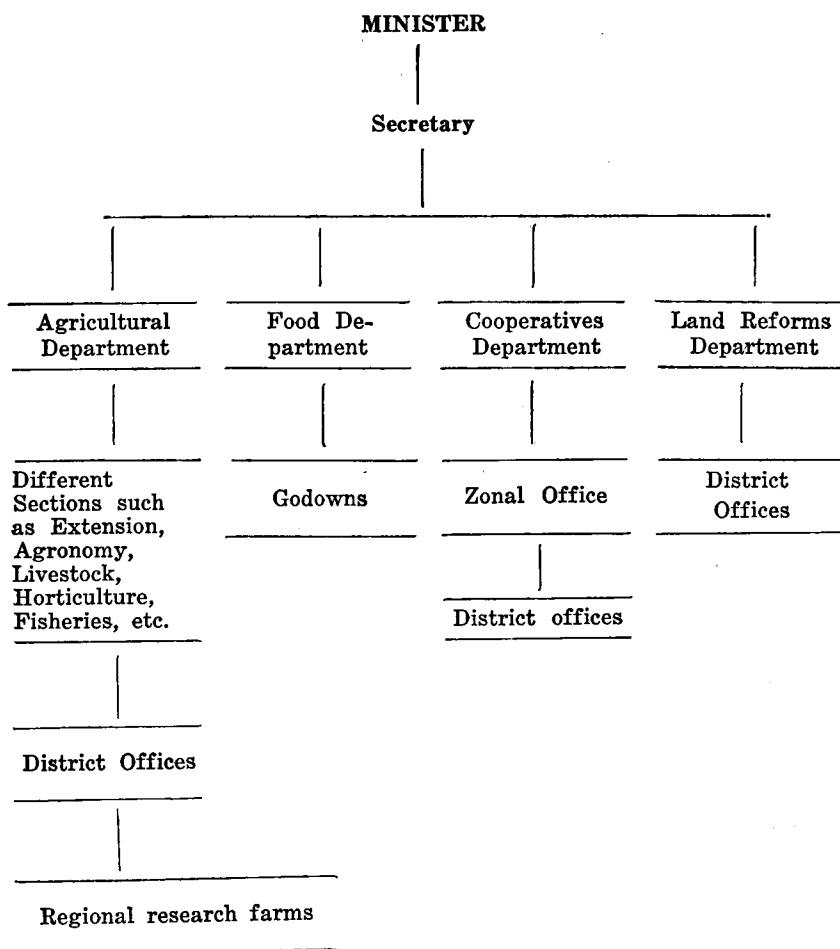 MINISTER
Secretary
Agricultural
Department
Food De-
partment
Cooperatives
Department
Land Reforms
Department
Different
Sections such
as Extension,
Agronomy,
Livestock,
Horticulture,
Fisheries, etc.
Godowns
Zonal Office
District
Offices
District offices
District Offices
Regional research farms